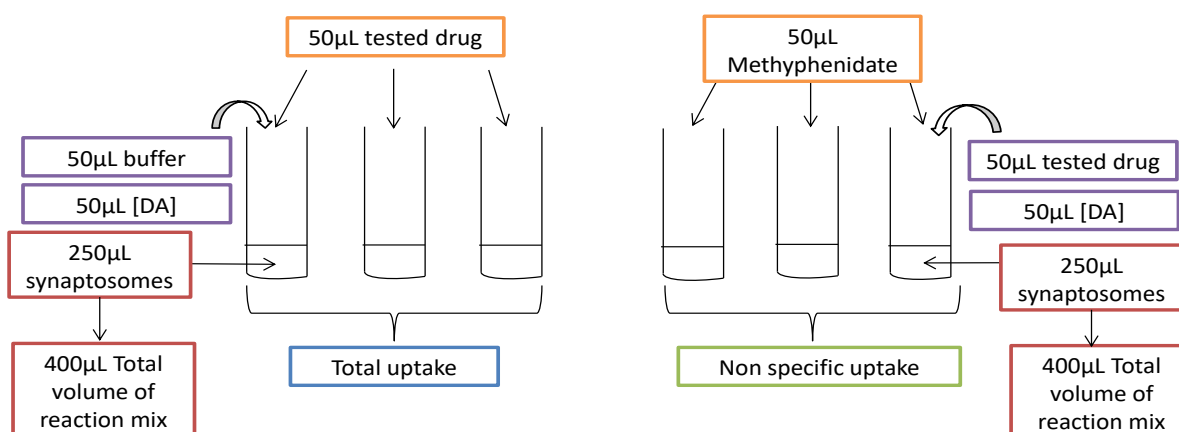 50µL tested drug
50µL buffer
50µL [DA]
250µL
synaptosomes
400µL Total
volume of
reaction mix
Total uptake
50µL
Methyphenidate
50µL tested drug
50µL [DA]
250µL
synaptosomes
400µL Total
volume of
reaction mix
Non specific uptake